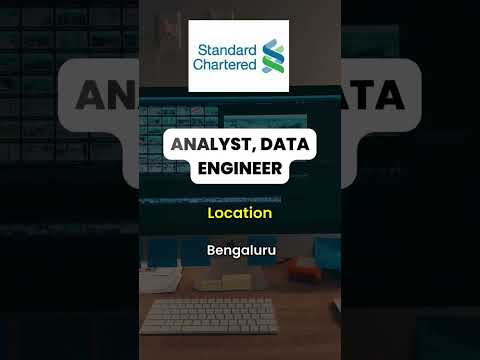 Standard
Chartered
ANALYST, DATA
ENGINEER
Location
Bengaluru